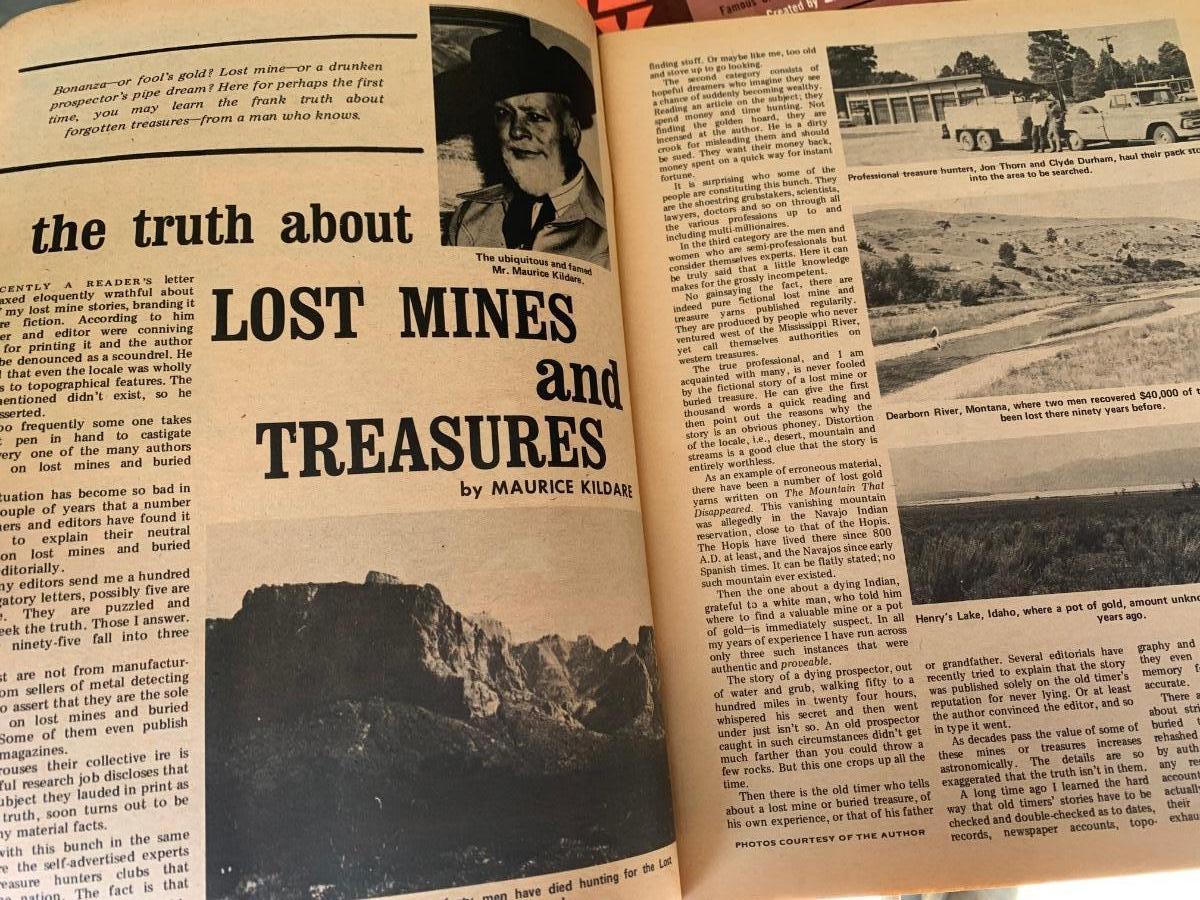 Famous
Created by
Bonanza—or fool's gold? Lost mine—or a drunken
prospector's pipe dream? Here for perhaps the first
time, you may learn the frank truth about
forgotten treasures—from a man who knows.
The ubiquitous and famed
Mr. Maurice Kildare.
the truth about
LOST MINES
and
TREASURES
by MAURICE KILDARE
CENTLY A READER'S letter
axed eloquently wrathful about
my lost mine stories, branding it
re fiction. According to him
er and editor were conniving
for printing it and the author
be denounced as a scoundrel. He
that even the locale was wholly
s to topographical features. The
mentioned didn't exist, so he
sserted.
oo frequently some one takes
pen in hand to castigate
very one of the many authors
on lost mines and buried
tuation has become so bad in
ouple of years that a number
hers and editors have found it
to explain their neutral
on lost mines and buried
editorially.
ny editors send me a hundred
gatory letters, possibly five are
e. They are puzzled and
eek the truth. Those I answer.
ninety-five fall into three
st are not from manufactur-
om sellers of metal detecting
o assert that they are the sole
on lost mines and buried
Some of them even publish
magazines.
rouses their collective ire is
ful research job discloses that
ubject they lauded in print as
truth, soon turns out to be
ny material facts.
with this bunch in the same
re the self-advertised experts
easure hunters clubs that
nation. The fact is that
men have died hunting for the Lost
finding stuff. Or maybe like me, too old
and stove up to go looking.
The second category consists of
hopeful dreamers who imagine they see
a chance of suddenly becoming wealthy.
Reading an article on the subject; they
spend money and time hunting. Not
finding the golden hoard, they are
incensed at the author. He is a dirty
crook for misleading them and should
be sued. They want their money back,
money spent on a quick way for instant
fortune.
It is surprising who some of the
people are constituting this bunch. They
are the shoestring grubstakers, scientists,
lawyers, doctors and so on through all
the various professions up to and
including multi-millionaires.
In the third category are the men and
women who are semi-professionals but
consider themselves experts. Here it can
be truly said that a little knowledge
makes for the grossly incompetent.
No gainsaying the fact, there are
indeed pure fictional lost mine and
treasure yarns published regularily.
They are produced by people who never
ventured west of the Mississippi River,
yet call themselves authorities on
western treasures.
The true professional, and I am
acquainted with many, is never fooled
by the fictional story of a lost mine or
buried treasure. He can give the first
thousand words a quick reading and
then point out the reasons why the
story is an obvious phoney. Distortion
of the locale, i.e., desert, mountain and
streams is a good clue that the story is
entirely worthless.
As an example of erroneous material,
there have been a number of lost gold
yarns written on The Mountain That
Disappeared. This vanishing mountain
was allegedly in the Navajo Indian
reservation, close to that of the Hopis.
The Hopis have lived there since 800
A.D. at least, and the Navajos since early
Spanish times. It can be flatly stated; no
such mountain ever existed.
Then the one about a dying Indian,
grateful to a white man, who told him
where to find a valuable mine or a pot
of gold—is immediately suspect. In all
my years of experience I have run across
only three such instances that were
authentic and proveable.
The story of a dying prospector, out
of water and grub, walking fifty to a
hundred miles in twenty four hours,
whispered his secret and then went
under just isn't so. An old prospector
caught in such circumstances didn't get
much farther than you could throw a
few rocks. But this one crops up all the
time.
Then there is the old timer who tells
about a lost mine or buried treasure, of
his own experience, or that of his father
PHOTOS COURTESY OF THE AUTHOR
Professional treasure hunters, Jon Thorn and Clyde Durham, haul their pack sto
into the area to be searched.
Dearborn River, Montana, where two men recovered $40,000 of t
been lost there ninety years before.
Henry's Lake, Idaho, where a pot of gold, amount unkno
years ago.
or grandfather. Several editorials have
recently tried to explain that the story
was published solely on the old timer's
reputation for never lying. Or at least
the author convinced the editor, and so
in type it went.
As decades pass the value of some of
these mines or treasures increases
astronomically. The details are so
exaggerated that the truth isn't in them.
A long time ago I learned the hard
way that old timers' stories have to be
checked and double-checked as to dates,
records, newspaper accounts, topo-
graphy and
they even
memory
accurate.
There
about
buried
rehashed
by auth
any
accoun
actually
their
exhau